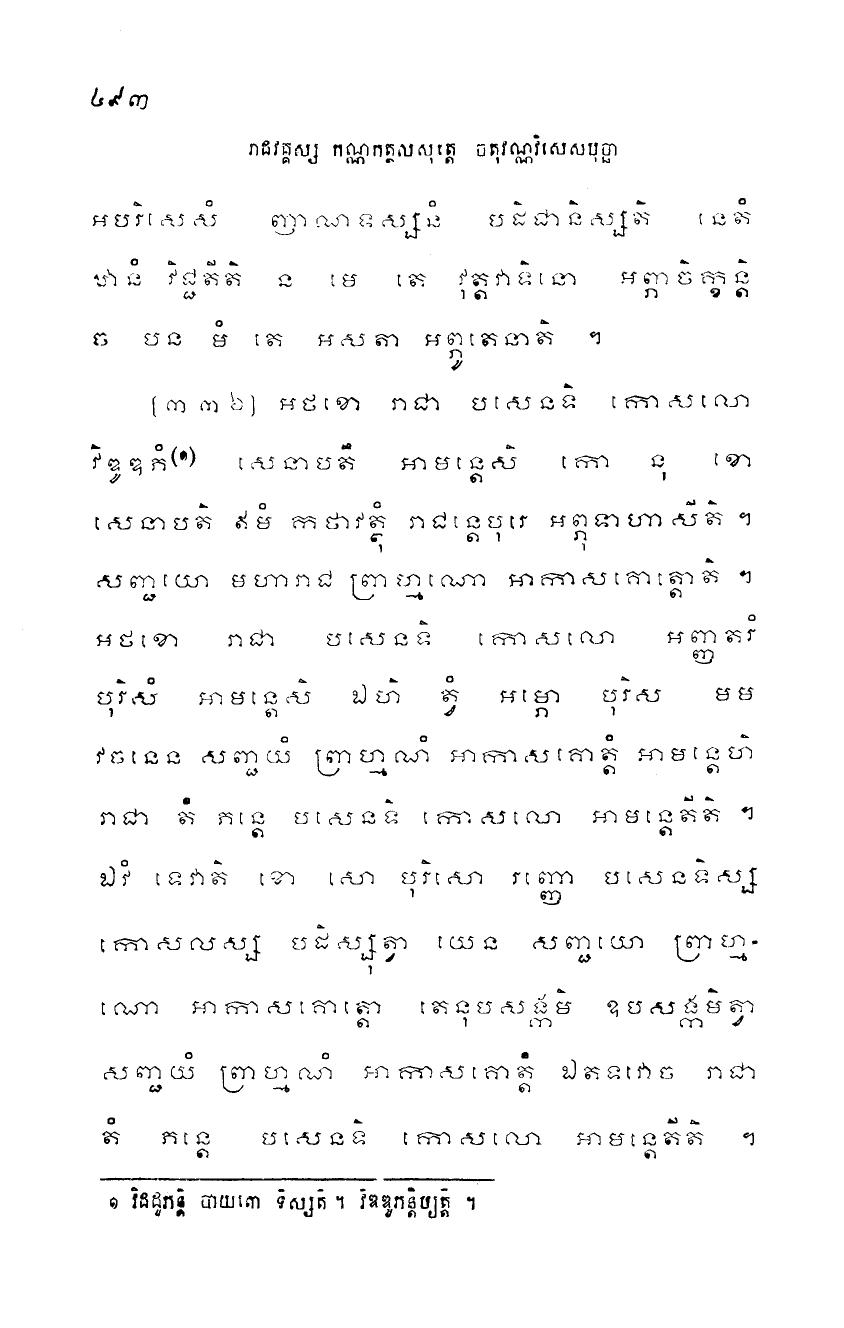 ៤៩៣
រាជវគ្គស្ស កណ្ណកត្ថលសុត្តេ ចតុវណ្ណវិសេសបុច្ឆា
អបរិសេសំ ញាណទស្សនំ បដិជានិស្សតិ នេតំ
ឋានំ វិជ្ជតីតិ ន មេ តេ វុត្តវាទិនោ អព្ភាចិក្ខន្តិ
ច បន មំ តេ អសតា អព្ភូតេនាតិ ។
[៣៣៦] អថខោ រាជា បសេនទិ កោសលោ
វិឌូឌភំ(១) សេនាបតឹ អាមន្តេសិ កោ នុ ខោ
សេនាបតិ ឥមំ កថាវត្ថុំ រាជន្តេបុរេ អព្ភុទាហាសីតិ ។
សញ្ជយោ មហារាជ ព្រាហ្មណោ អាកាសគោត្តោតិ ។
អថខោ រាជា បសេនទិ កោសលោ អញ្ញតរំ
បុរិសំ អាមន្តេសិ ឯហិ ត្វំ អម្ភោ បុរិស មម
វចនេន សញ្ជយំ ព្រាហ្មណំ អាកាសគោត្តំ អាមន្តេហិ
រាជា តំ ភន្តេ បសេនទិ កោសលោ អាមន្តេតីតិ ។
ឯវំ ទេវាតិ ខោ សោ បុរិសោ រញ្ញោ បសេនទិស្ស
កោសលស្ស បដិស្សុត្វា យេន សញ្ជយោ ព្រាហ្ម-
ណោ អាកាសគោត្តោ តេនុបសង្កមិ ឧបសង្កមិត្វា
សញ្ជយំ ព្រាហ្មណំ អាកាសគោត្តំ ឯតទវោច រាជា
តំ ភន្តេ បសេនទិ កោសលោ អាមន្តេតីតិ ។
១ វិដដូភន្តិ បាយតោ ទិស្សតិ ។ វិឌឌូភន្តិប្យត្ថិ ។